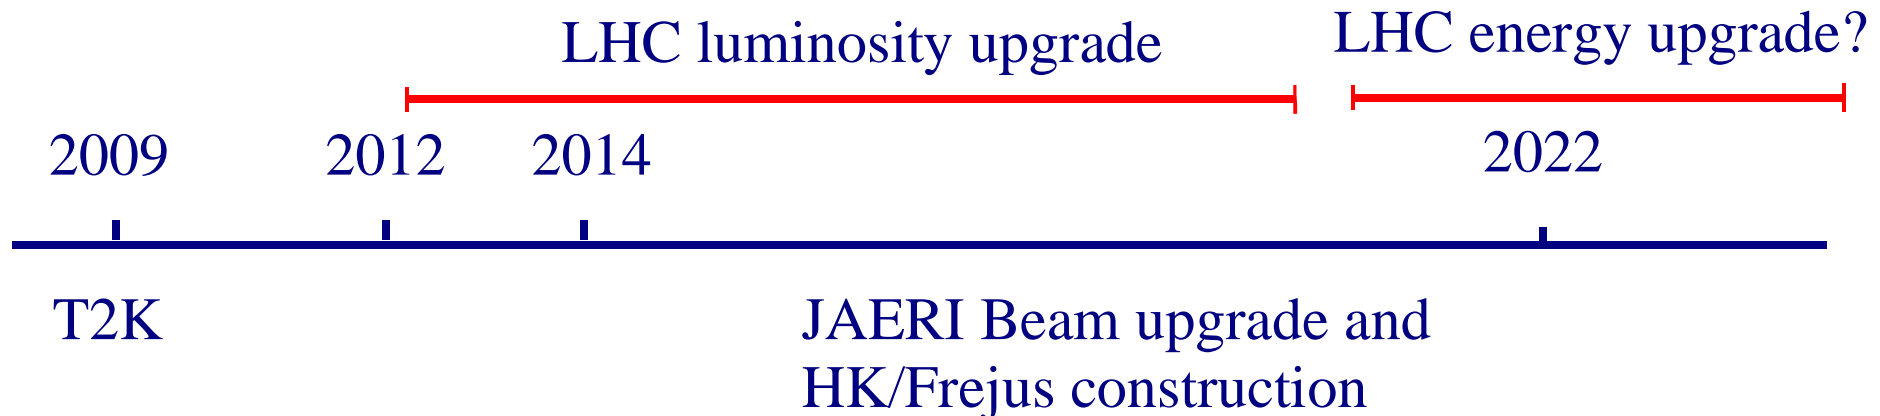 LHC luminosity upgrade
LHC energy upgrade?
2009
2012
2014
2022
T2K
JAERI Beam upgrade and
HK/Frejus construction